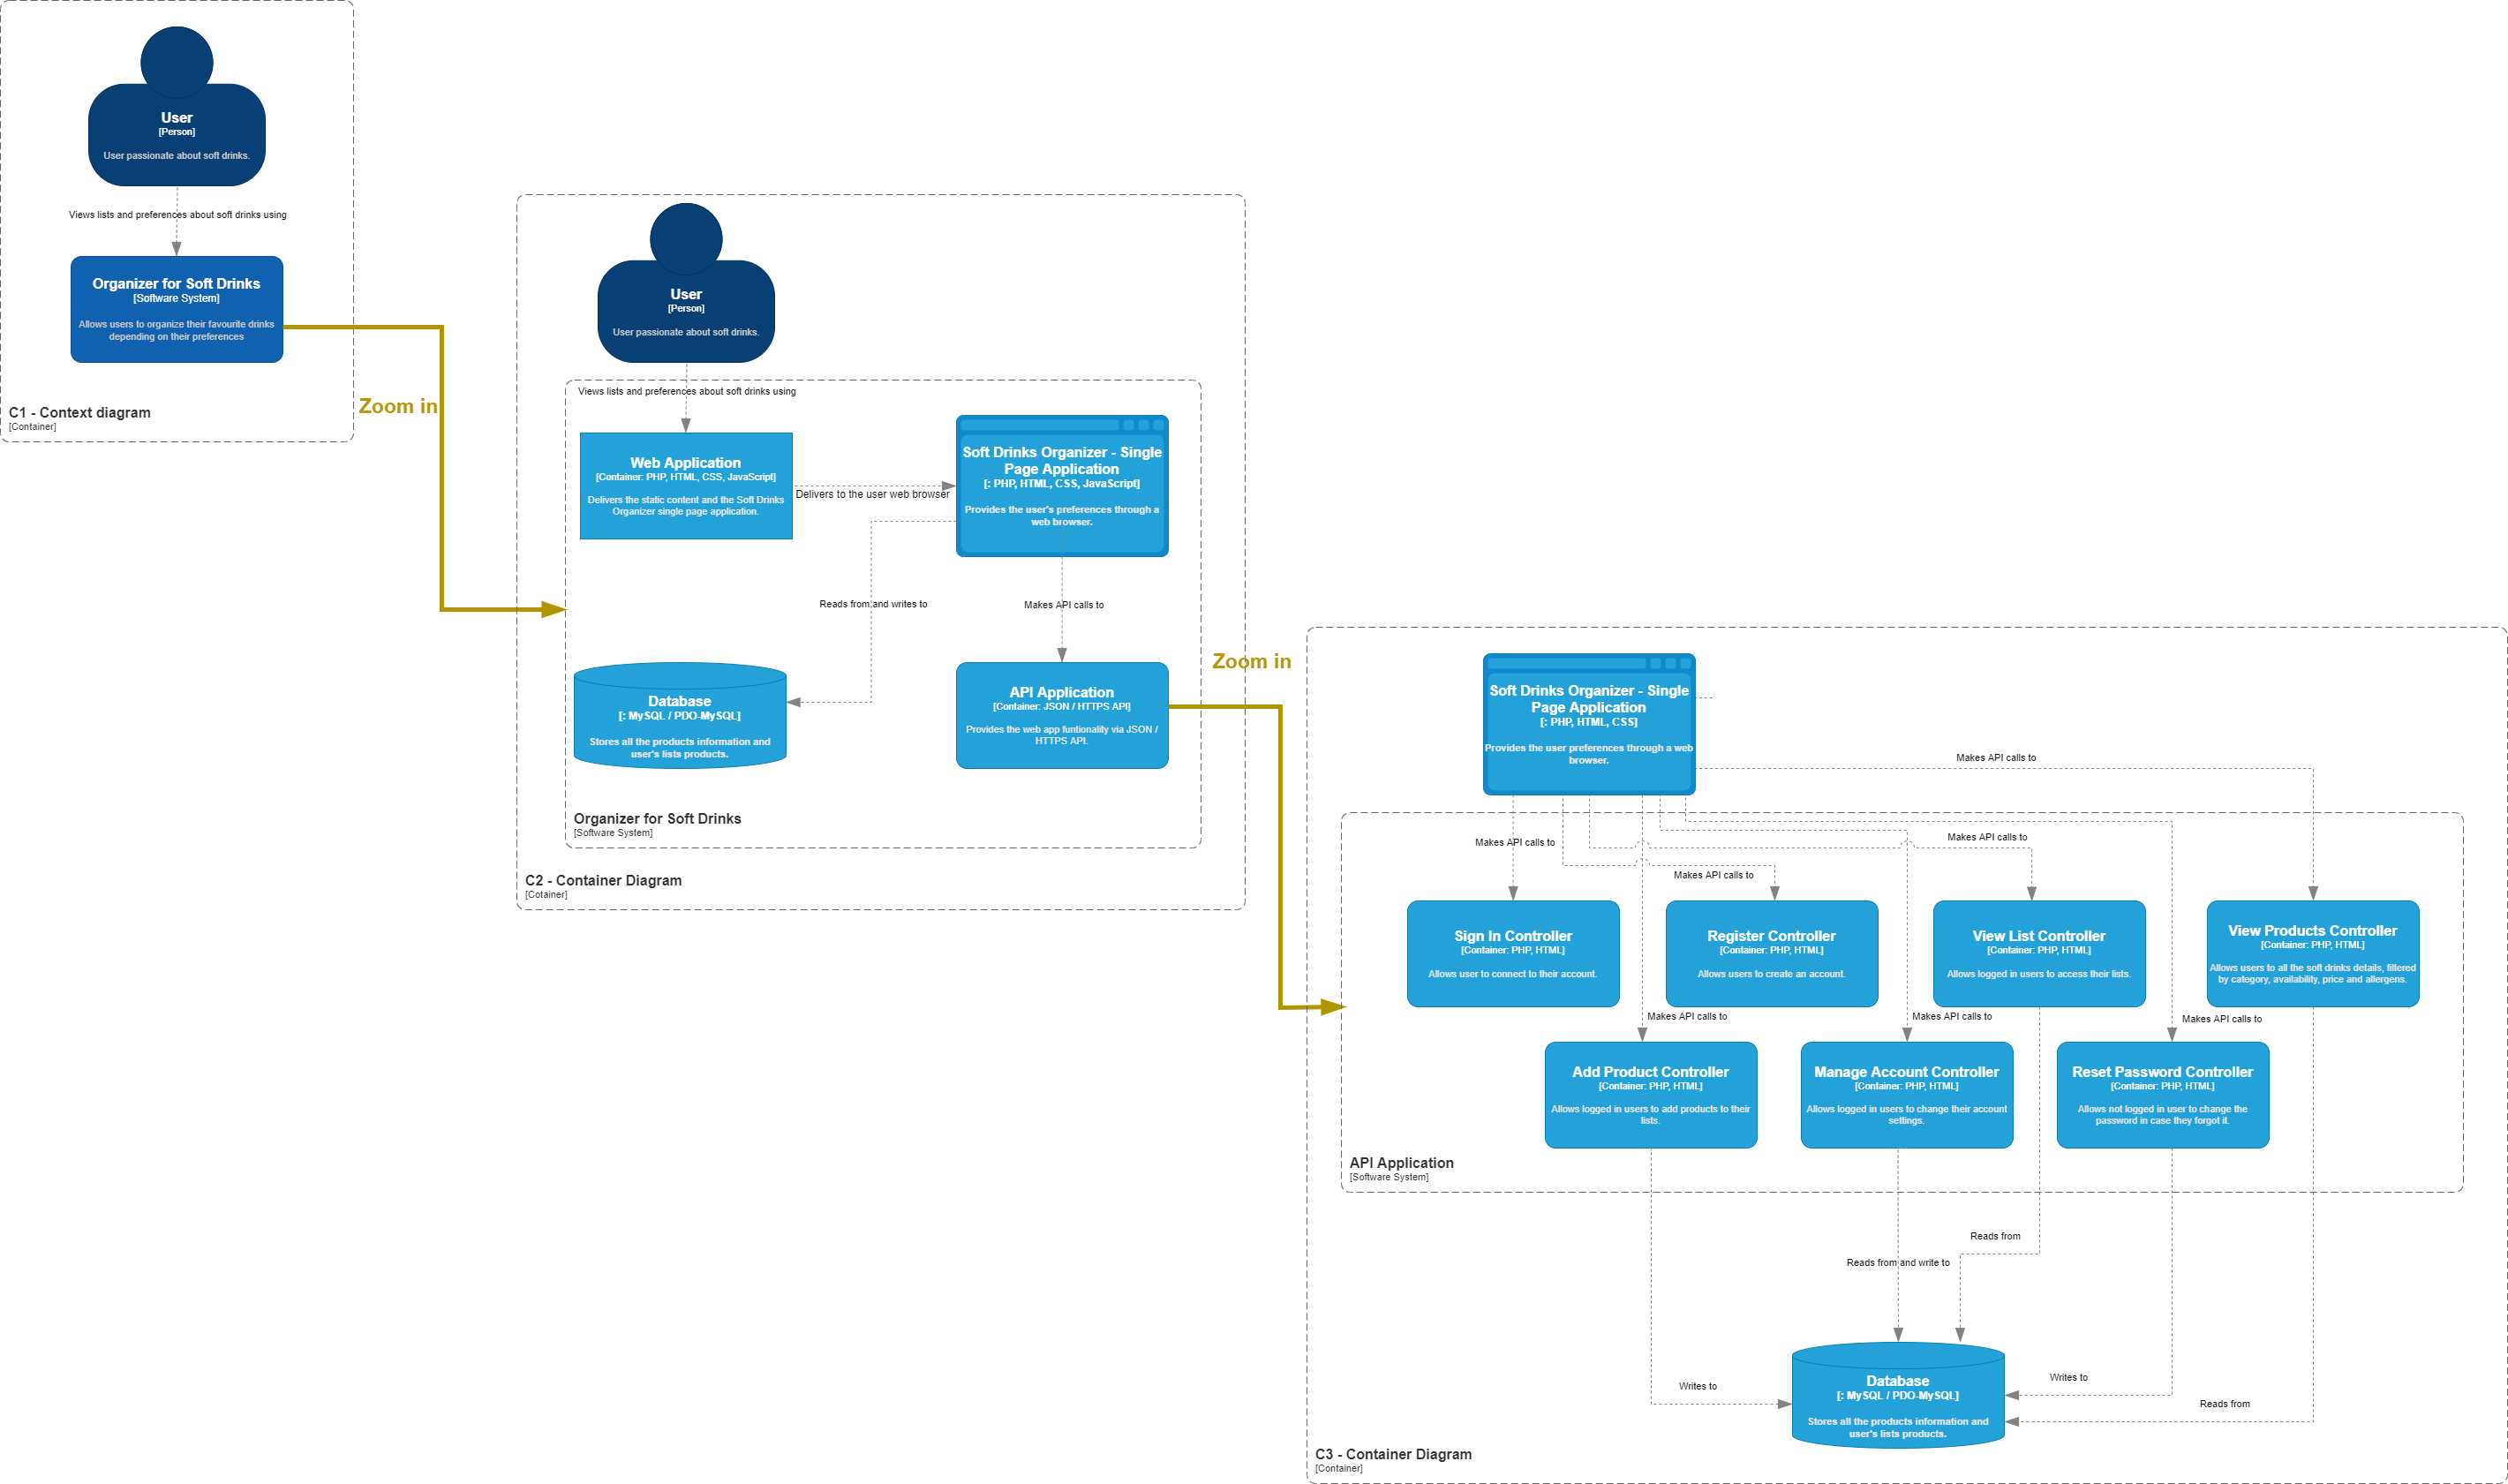 User
[Person]
User passionate about soft drinks.
Views lists and preferences about soft drinks using
Organizer for Soft Drinks
[Software System]
Allows users to organize their favourite drinks
depending on their preferences
C1 - Context diagram
[Container]
Zoom in
User
[Person]
User passionate about soft drinks.
Views lists and preferences about soft drinks using
Web Application
[Container: PHP, HTML, CSS, JavaScript]
Delivers the static content and the Soft Drinks
Organizer single page application.
Delivers to the user web browser
Soft Drinks Organizer - Single
Page Application
[: PHP, HTML, CSS, JavaScript]
Provides the user's preferences through a
web browser.
Reads from and writes to
Makes API calls to
Database
[: MySQL / PDO-MySQL]
Stores all the products information and
user's lists products.
API Application
[Container: JSON / HTTPS API]
Provides the web app funtionality via JSON /
HTTPS API.
Organizer for Soft Drinks
[Software System]
C2 - Container Diagram
[Cotainer]
Zoom in
Soft Drinks Organizer - Single
Page Application
[: PHP, HTML, CSS]
Provides the user preferences through a web
browser.
Makes API calls to
Makes API calls to
Makes API calls to
Makes API calls to
Sign In Controller
[Container: PHP, HTML]
Allows user to connect to their account.
Register Controller
[Container: PHP, HTML]
Allows users to create an account.
View List Controller
[Container: PHP, HTML]
Allows logged in users to access their lists.
View Products Controller
[Container: PHP, HTML]
Allows users to all the soft drinks details, filtered
by category, availability, price and allergens.
Makes API calls to
Makes API calls to
Makes API calls to
Add Product Controller
[Container: PHP, HTML]
Allows logged in users to add products to their
lists.
Manage Account Controller
[Container: PHP, HTML]
Allows logged in users to change their account
settings.
Reset Password Controller
[Container: PHP, HTML]
Allows not logged in user to change the
password in case they forgot it.
API Application
[Software System]
Reads from
Reads from and write to
Writes to
Writes to
Reads from
Database
[: MySQL / PDO-MySQL]
Stores all the products information and
user's lists products.
C3 - Container Diagram
[Container]